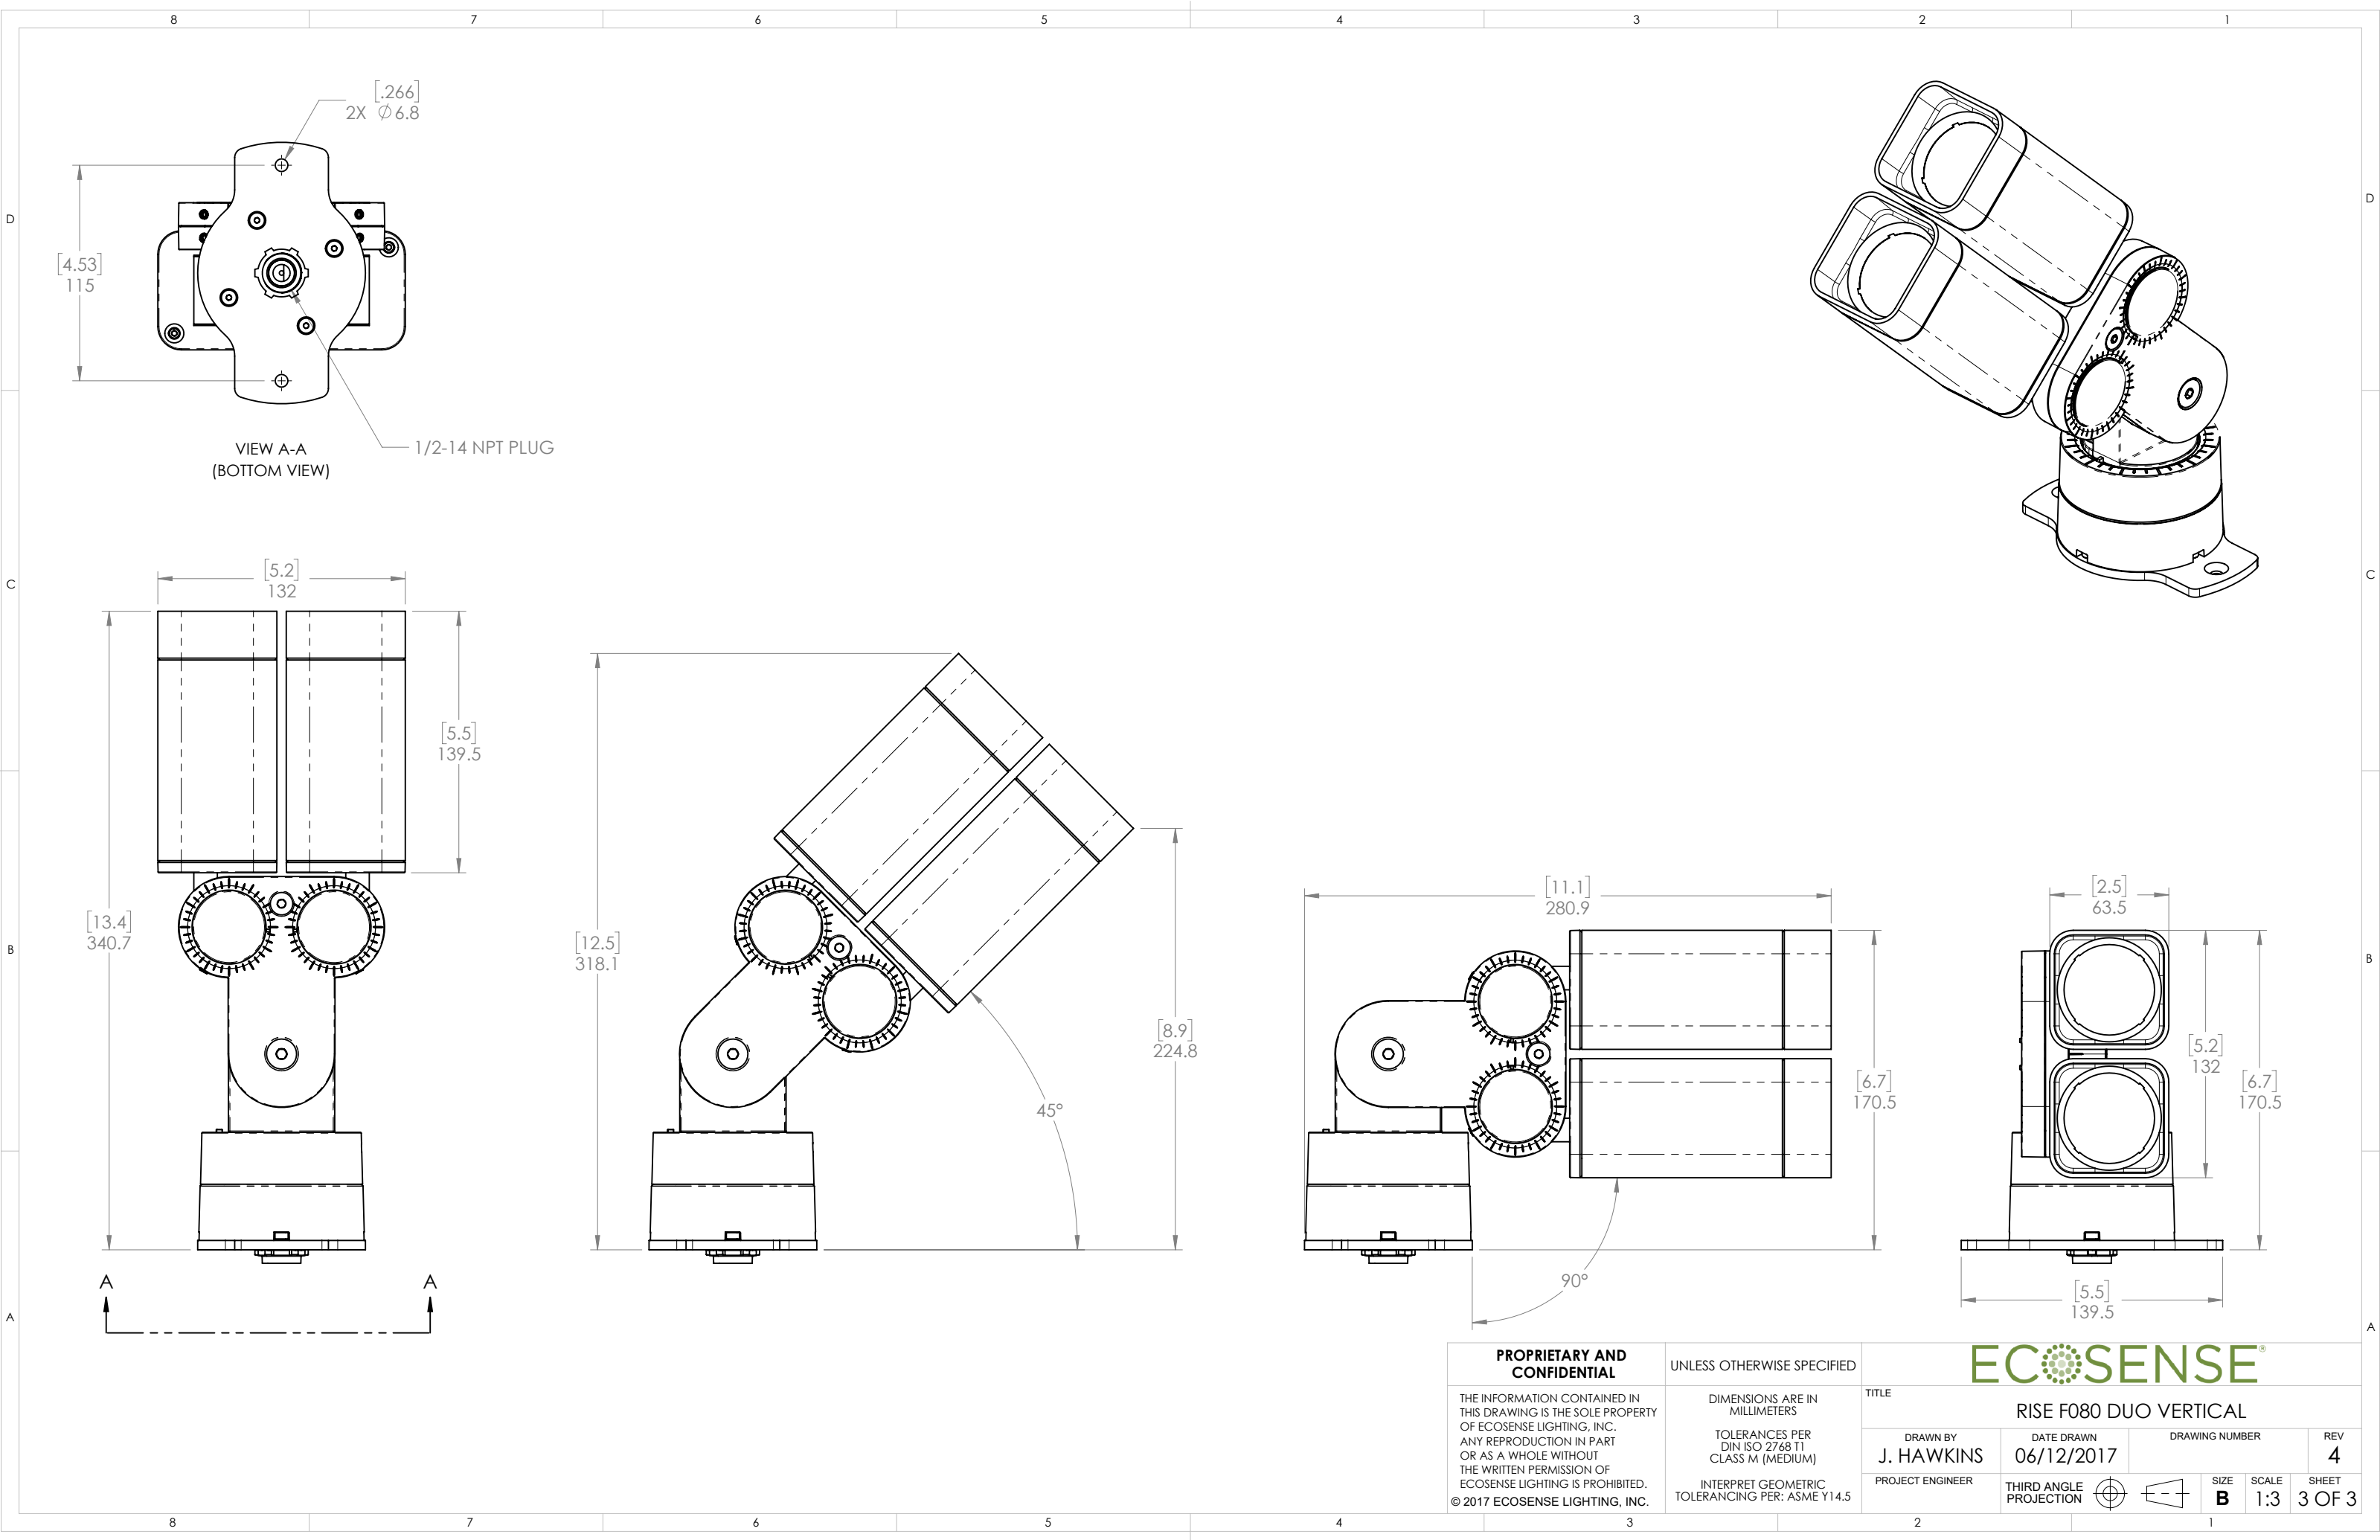 8 7 6 5 4 3 2 1
D
D
C
C
B
B
A
A
[.266]
2X Ø6.8
[4.53]
115
1/2-14 NPT PLUG
VIEW A-A
(BOTTOM VIEW)
[5.2]
132
[5.5]
139.5
[13.4]
340.7
A A
[12.5]
318.1
[8.9]
224.8
45°
[11.1]
280.9
[6.7]
170.5
90°
[2.5]
63.5
[5.2]
132
[6.7]
170.5
[5.5]
139.5
PROPRIETARY AND
CONFIDENTIAL
THE INFORMATION CONTAINED IN
THIS DRAWING IS THE SOLE PROPERTY
OF ECOSENSE LIGHTING, INC.
ANY REPRODUCTION IN PART
OR AS A WHOLE WITHOUT
THE WRITTEN PERMISSION OF
ECOSENSE LIGHTING IS PROHIBITED.
© 2017 ECOSENSE LIGHTING, INC.
UNLESS OTHERWISE SPECIFIED
DIMENSIONS ARE IN
MILLIMETERS
TOLERANCES PER
DIN ISO 2768 T1
CLASS M (MEDIUM)
INTERPRET GEOMETRIC
TOLERANCING PER: ASME Y14.5
ECOSENSE®
TITLE
RISE F080 DUO VERTICAL
DRAWN BY
J. HAWKINS
DATE DRAWN
06/12/2017
DRAWING NUMBER
REV
4
PROJECT ENGINEER
THIRD ANGLE
PROJECTION
SIZE
B
SCALE
1:3
SHEET
3 OF 3
8 7 6 5 4 3 2 1